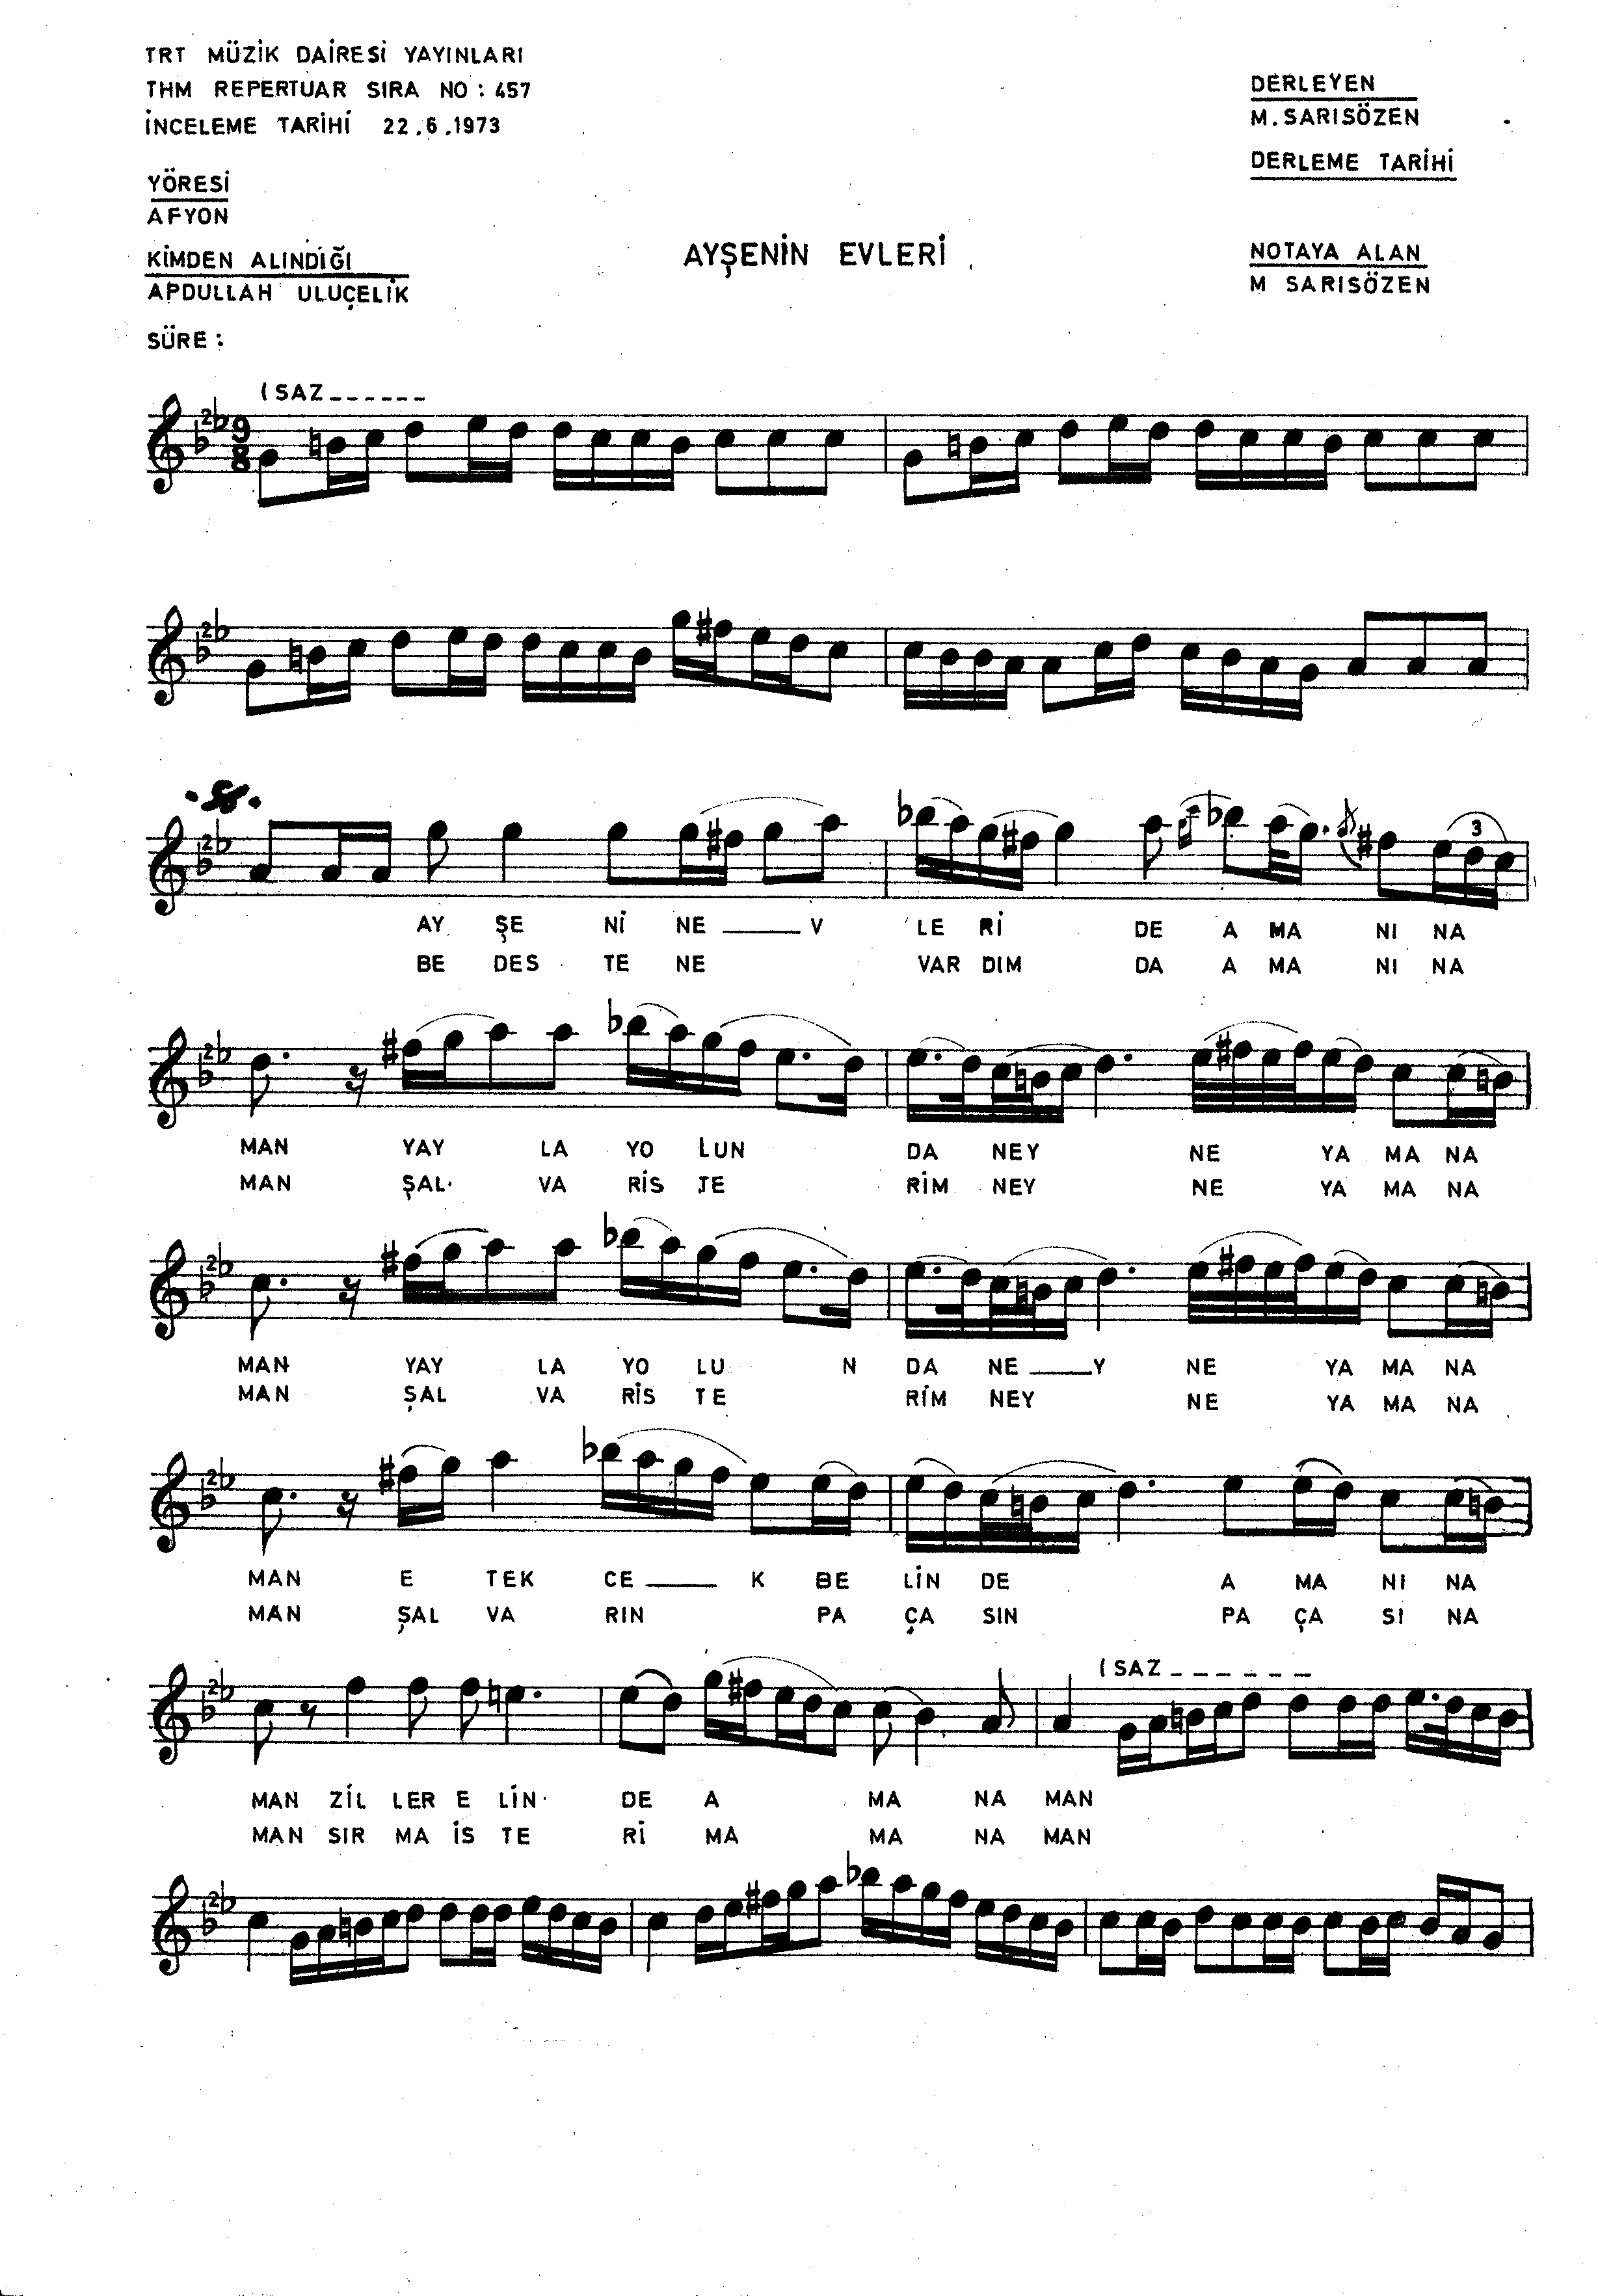 TRT MÜZİK DAİRESİ YAYINLARI
THM REPERTUAR SIRA NO : 457
İNCELEME TARİHİ 22.6.1973
DERLEYEN
M.SARISÖZEN
DERLEME TARİHİ
YÖRESİ
AFYON
KİMDEN ALINDIĞI
APDULLAH ULUÇELİK
AYŞENİN EVLERİ
NOTAYA ALAN
M SARISÖZEN
SÜRE :
(SAZ______
9
8
3
AY ŞE Nİ NE ____ V LE Rİ DE A MA NI NA
BE DES TE NE VAR DIM DA A MA NI NA
MAN YAY LA YO LUN DA NEY NE YA MA NA
MAN ŞAL VA RİS TE RİM NEY NE YA MA NA
MAN YAY LA YO LU N DA NE ____Y NE YA MA NA
MAN ŞAL VA RİS TE RİM NEY NE YA MA NA
MAN E TEK CE ____ K BE LİN DE A MA NI NA
MAN ŞAL VA RIN PA ÇA SIN PA ÇA SI NA
(SAZ______
MAN ZİL LER E LİN DE A MA NA MAN
MAN SIR MA İS TE Rİ MA MA NA MAN